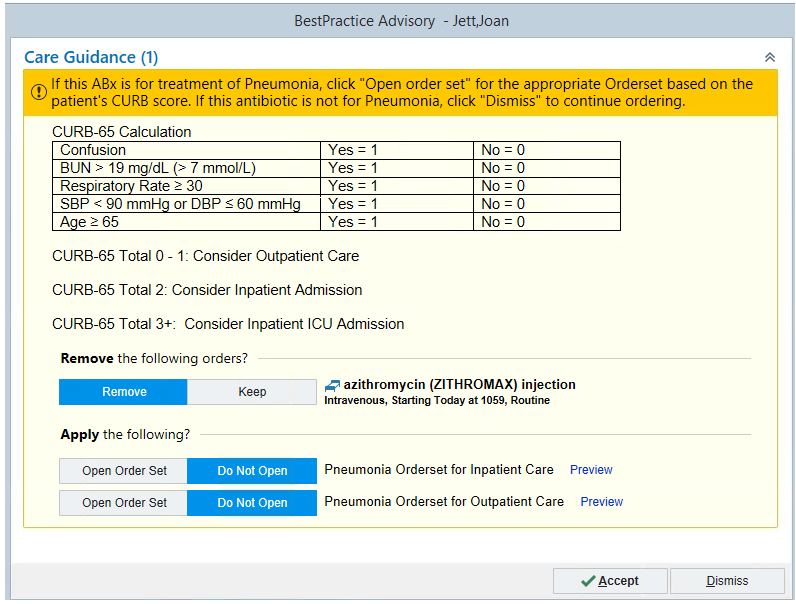 BestPractice Advisory - Jett,Joan
Care Guidance (1)
If this ABx is for treatment of Pneumonia, click "Open order set" for the appropriate Orderset based on the
patient's CURB score. If this antibiotic is not for Pneumonia, click "Dismiss" to continue ordering.
CURB-65 Calculation
Confusion Yes = 1 No = 0
BUN > 19 mg/dL (> 7 mmol/L) Yes = 1 No = 0
Respiratory Rate ≥ 30 Yes = 1 No = 0
SBP < 90 mmHg or DBP ≤ 60 mmHg Yes = 1 No = 0
Age ≥ 65 Yes = 1 No = 0
CURB-65 Total 0 - 1: Consider Outpatient Care
CURB-65 Total 2: Consider Inpatient Admission
CURB-65 Total 3+: Consider Inpatient ICU Admission
Remove the following orders?
Remove Keep azithromycin (ZITHROMAX) injection
Intravenous, Starting Today at 1059, Routine
Apply the following?
Open Order Set Do Not Open Pneumonia Orderset for Inpatient Care Preview
Open Order Set Do Not Open Pneumonia Orderset for Outpatient Care Preview
Accept Dismiss